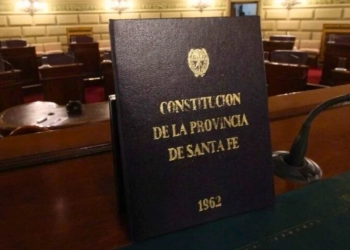 CONSTITUCION
DE LA PROVINCIA
DE SANTA FE
1962